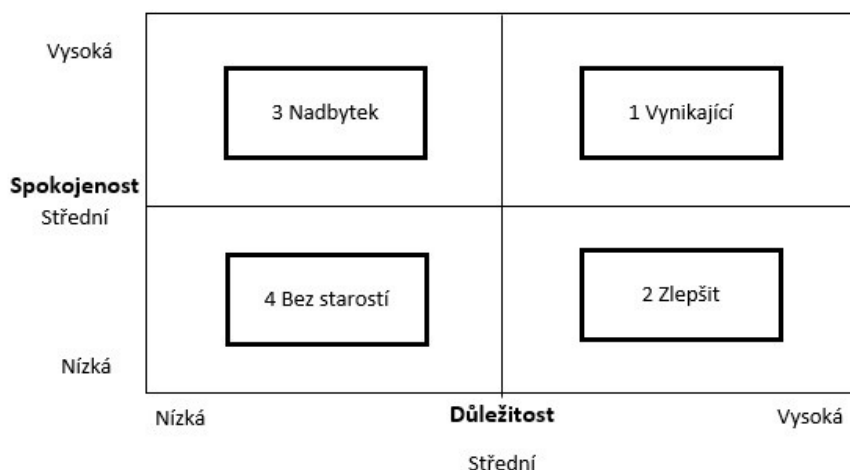 Vysoká
3 Nadbytek
1 Vynikající
Spokojenost
Střední
4 Bez starostí
2 Zlepšit
Nízká
Nízká
Důležitost
Vysoká
Střední